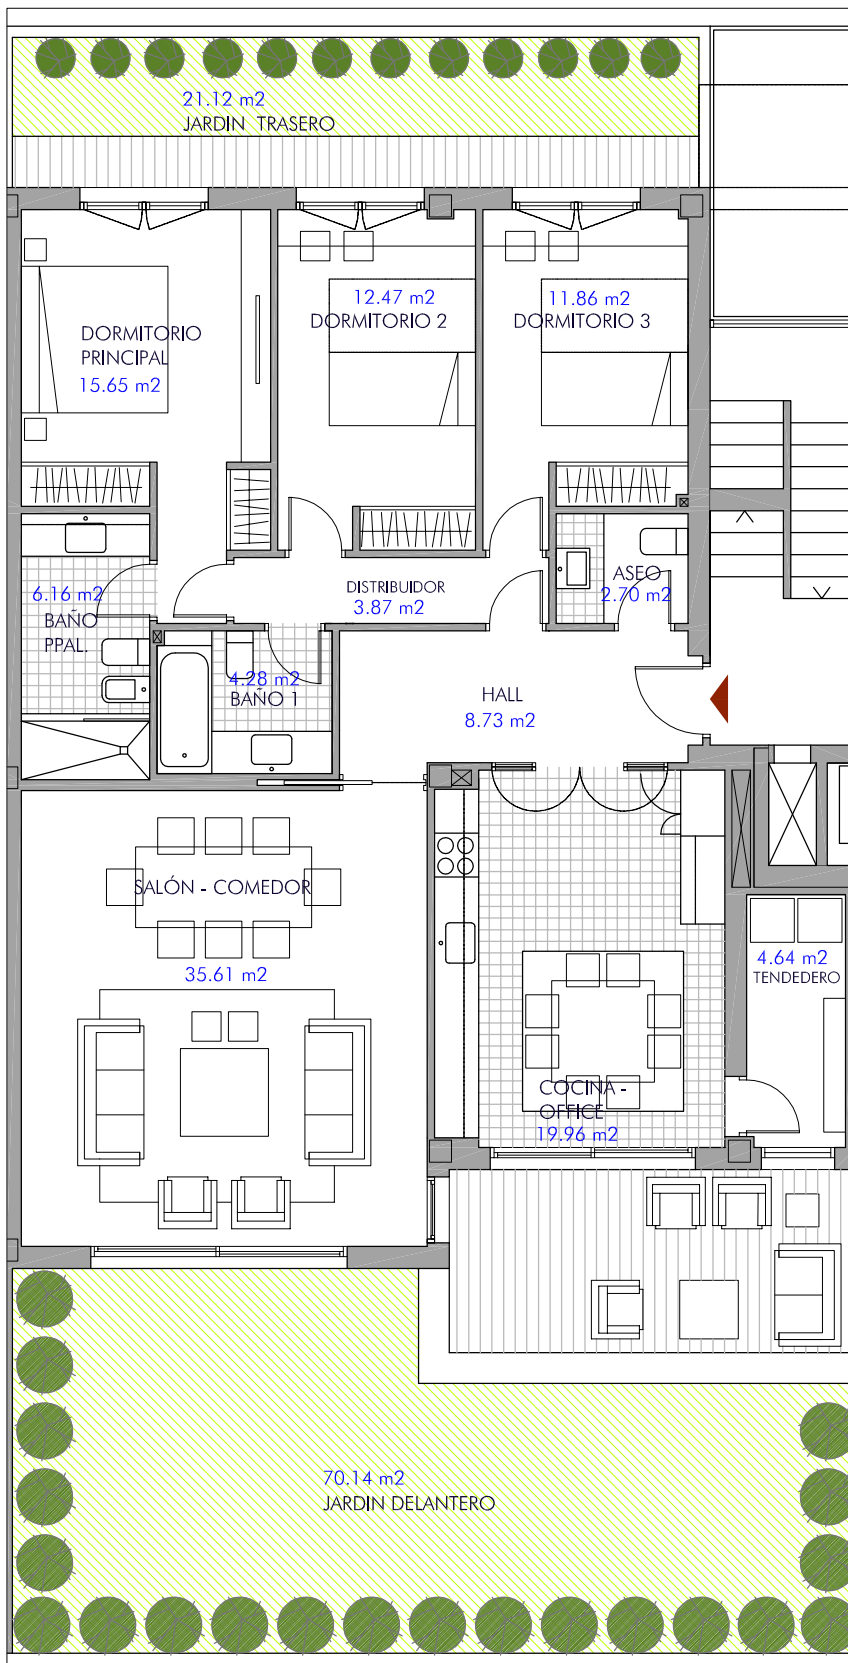 21.12 m2
JARDIN TRASERO
12.47 m2
DORMITORIO 2
11.86 m2
DORMITORIO 3
DORMITORIO
PRINCIPAL
15.65 m2
6.16 m2
BAÑO
PPAL.
DISTRIBUIDOR
3.87 m2
ASEO
2.70 m2
4.28 m2
BAÑO 1
HALL
8.73 m2
SALÓN - COMEDOR
35.61 m2
4.64 m2
TENDEDERO
COCINA -
OFFICE
19.96 m2
70.14 m2
JARDIN DELANTERO